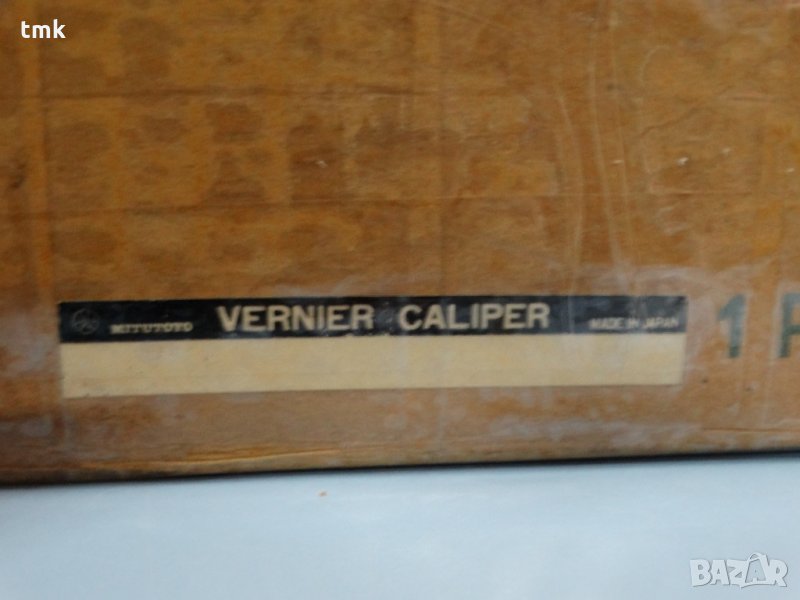 tmk
MITUTOYO VERNIER CALIPER MADE IN JAPAN
1 P
BAZAR